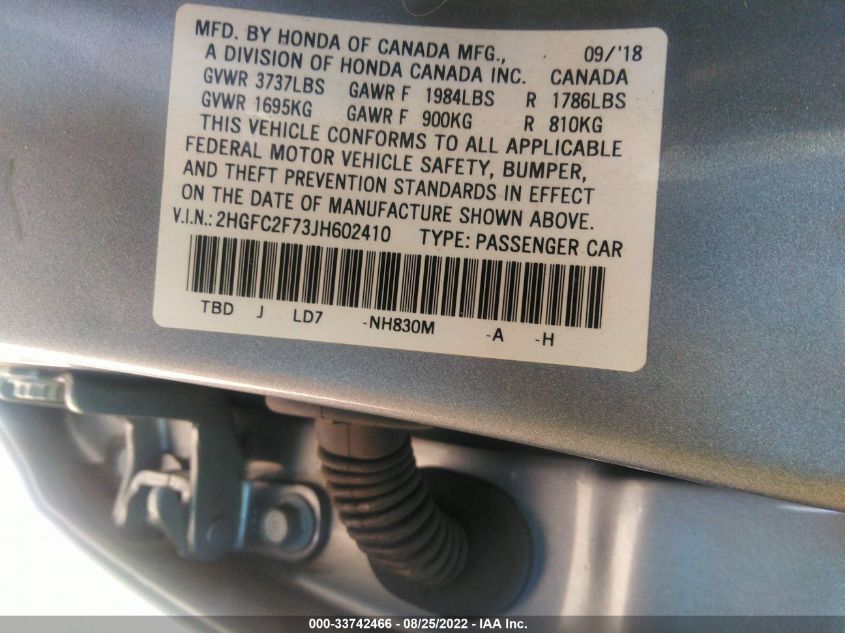 MFD. BY HONDA OF CANADA MFG., 09/'18
A DIVISION OF HONDA CANADA INC. CANADA
GVWR 3737LBS GAWR F 1984LBS R 1786LBS
GVWR 1695KG GAWR F 900KG R 810KG
THIS VEHICLE CONFORMS TO ALL APPLICABLE
FEDERAL MOTOR VEHICLE SAFETY, BUMPER,
AND THEFT PREVENTION STANDARDS IN EFFECT
ON THE DATE OF MANUFACTURE SHOWN ABOVE.
V.I.N.: 2HGFC2F73JH602410 TYPE: PASSENGER CAR
TBD J LD7 -NH830M -A -H
000-33742466 - 08/25/2022 - IAA Inc.